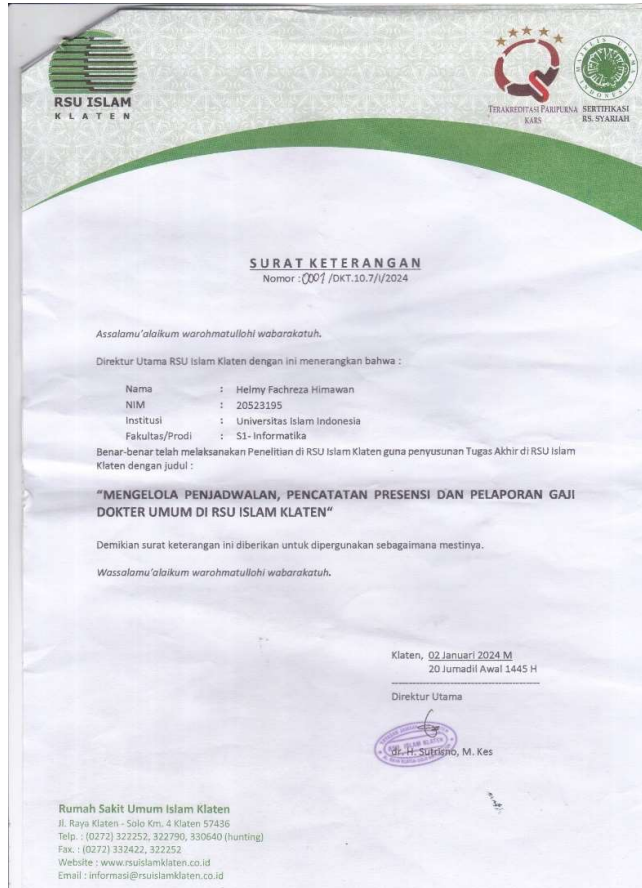 RSU ISLAM
KLATEN
TERAKREDITASI PARIPURNA
KARS
MAJELIS ULAMA INDONESIA
SERTIFIKASI
RS. SYARIAH
SURAT KETERANGAN
Nomor : 0001 /DKT.10.7/I/2024
Assalamu'alaikum warohmatullohi wabarakatuh.
Direktur Utama RSU Islam Klaten dengan ini menerangkan bahwa :
Nama : Helmy Fachreza Himawan
NIM : 20523195
Institusi : Universitas Islam Indonesia
Fakultas/Prodi : S1- Informatika
Benar-benar telah melaksanakan Penelitian di RSU Islam Klaten guna penyusunan Tugas Akhir di RSU Islam
Klaten dengan judul :
"MENGELOLA PENJADWALAN, PENCATATAN PRESENSI DAN PELAPORAN GAJI
DOKTER UMUM DI RSU ISLAM KLATEN"
Demikian surat keterangan ini diberikan untuk dipergunakan sebagaimana mestinya.
Wassalamu'alaikum warohmatullohi wabarakatuh.
Klaten, 02 Januari 2024 M
20 Jumadil Awal 1445 H
Direktur Utama
RSU ISLAM KLATEN
dr. H. Sutrisno, M. Kes
Rumah Sakit Umum Islam Klaten
Jl. Raya Klaten - Solo Km. 4 Klaten 57436
Telp. : (0272) 322252, 322790, 330640 (hunting)
Fax. : (0272) 332422, 322252
Website : www.rsuislamklaten.co.id
Email : informasi@rsuislamklaten.co.id